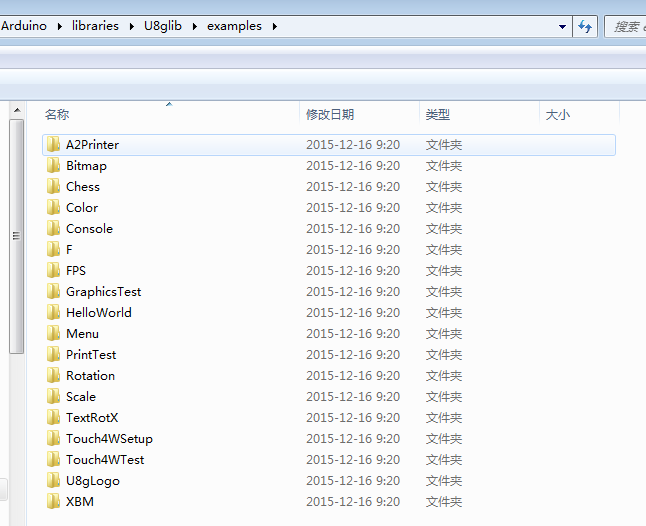 Arduino ▸ libraries ▸ U8glib ▸ examples ▸
搜索
名称 修改日期 类型 大小
A2Printer 2015-12-16 9:20 文件夹
Bitmap 2015-12-16 9:20 文件夹
Chess 2015-12-16 9:20 文件夹
Color 2015-12-16 9:20 文件夹
Console 2015-12-16 9:20 文件夹
F 2015-12-16 9:20 文件夹
FPS 2015-12-16 9:20 文件夹
GraphicsTest 2015-12-16 9:20 文件夹
HelloWorld 2015-12-16 9:20 文件夹
Menu 2015-12-16 9:20 文件夹
PrintTest 2015-12-16 9:20 文件夹
Rotation 2015-12-16 9:20 文件夹
Scale 2015-12-16 9:20 文件夹
TextRotX 2015-12-16 9:20 文件夹
Touch4WSetup 2015-12-16 9:20 文件夹
Touch4WTest 2015-12-16 9:20 文件夹
U8gLogo 2015-12-16 9:20 文件夹
XBM 2015-12-16 9:20 文件夹